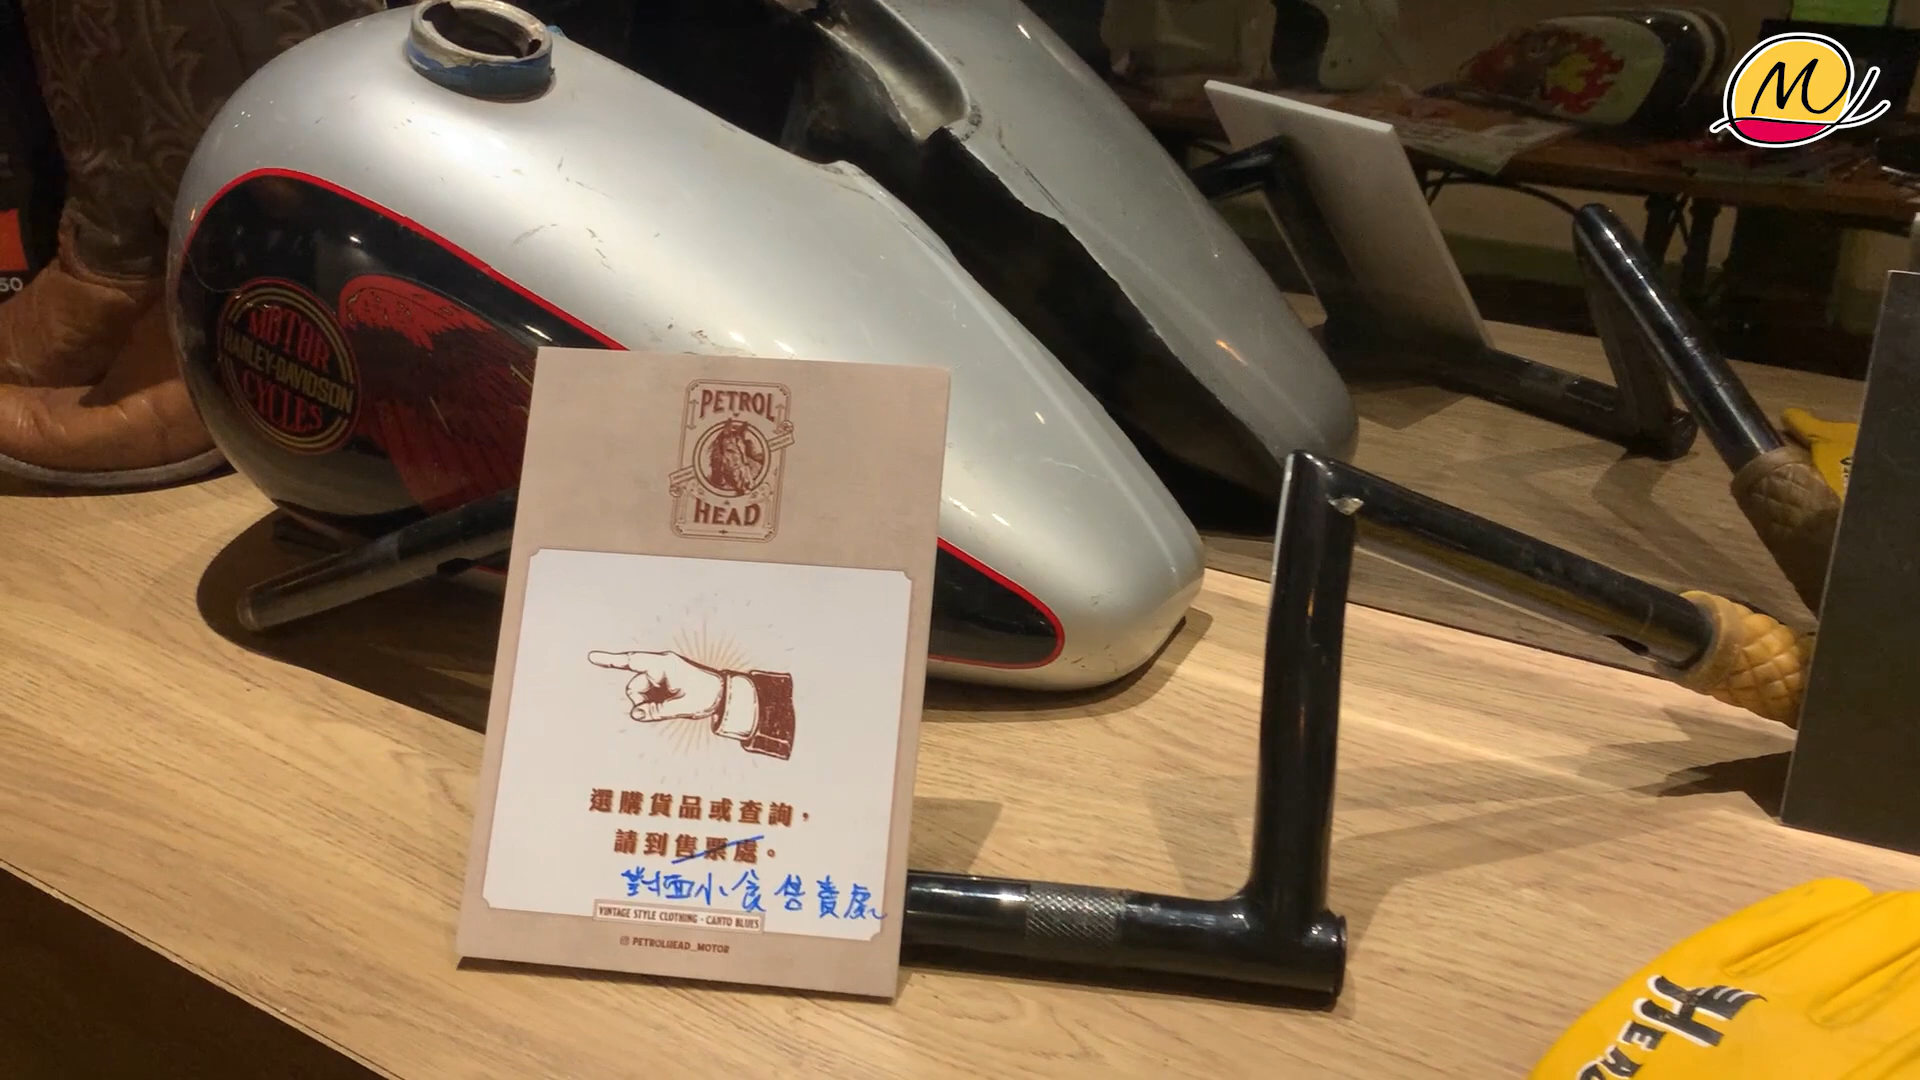 M
50
MOTOR
HARLEY-DAVIDSON
CYCLES
PETROL
HEAD
選購貨品或查詢，
請到售票處。
對面小食售賣處
VINTAGE STYLE CLOTHING · CANTO BLUES
PETROLHEAD_MOTOR